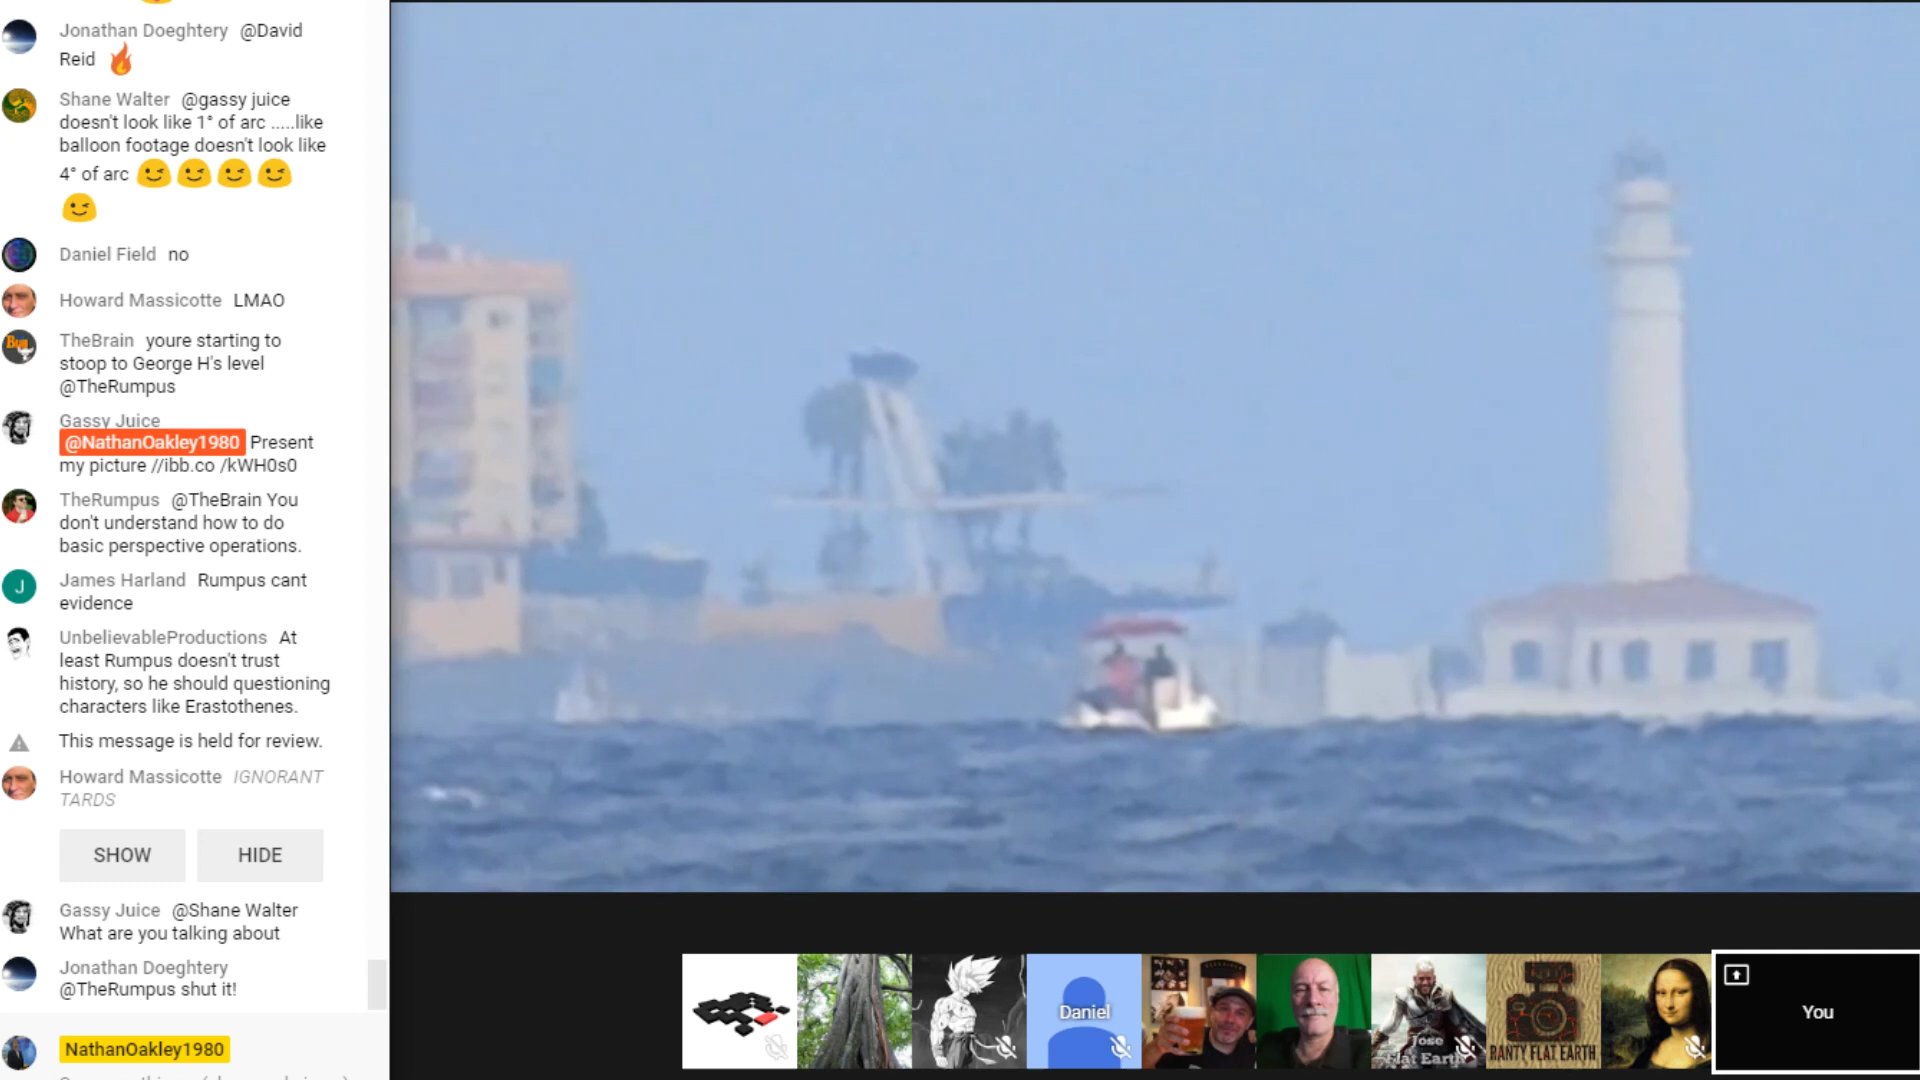 Jonathan Doeghtery @David
Reid
Shane Walter @gassy juice
doesn't look like 1° of arc .....like
balloon footage doesn't look like
4° of arc
Daniel Field no
Howard Massicotte LMAO
TheBrain youre starting to
stoop to George H's level
@TheRumpus
Gassy Juice
@NathanOakley1980 Present
my picture //ibb.co /kWH0s0
TheRumpus @TheBrain You
don't understand how to do
basic perspective operations.
J
James Harland Rumpus cant
evidence
UnbelievableProductions At
least Rumpus doesn't trust
history, so he should questioning
characters like Erastothenes.
This message is held for review.
Howard Massicotte IGNORANT
TARDS
SHOW HIDE
Gassy Juice @Shane Walter
What are you talking about
Jonathan Doeghtery
@TheRumpus shut it!
NathanOakley1980
Daniel
Jose
Flat Earth
RANTY FLAT EARTH
You